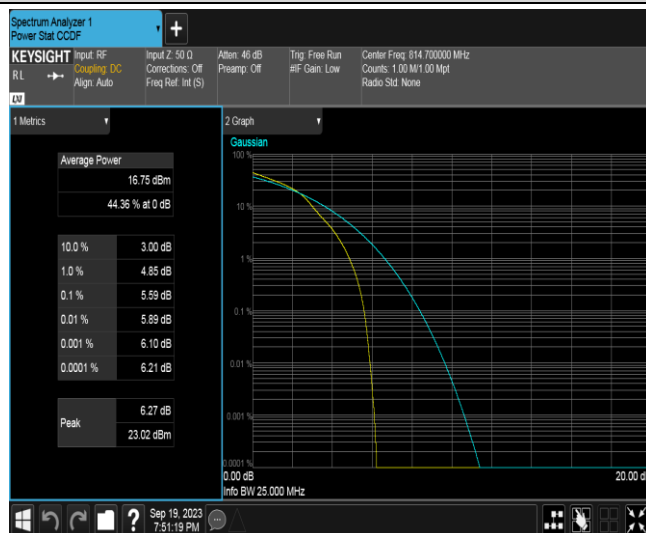 Spectrum Analyzer 1
Power Stat CCDF
+
KEYSIGHT
RL
LXI
Input: RF
Coupling: DC
Align: Auto
Input Z: 50 Ω
Corrections: Off
Freq Ref: Int (S)
Atten: 46 dB
Preamp: Off
Trig: Free Run
#IF Gain: Low
Center Freq: 814.700000 MHz
Counts: 1.00 M/1.00 Mpt
Radio Std: None
1 Metrics
Average Power
16.75 dBm
44.36 % at 0 dB
10.0 % 3.00 dB
1.0 % 4.85 dB
0.1 % 5.59 dB
0.01 % 5.89 dB
0.001 % 6.10 dB
0.0001 % 6.21 dB
Peak
6.27 dB
23.02 dBm
2 Graph
Gaussian
100 %
10 %
1 %
0.1 %
0.01 %
0.001 %
0.0001 %
0.00 dB
20.00 d
Info BW 25.000 MHz
?
Sep 19, 2023
7:51:19 PM